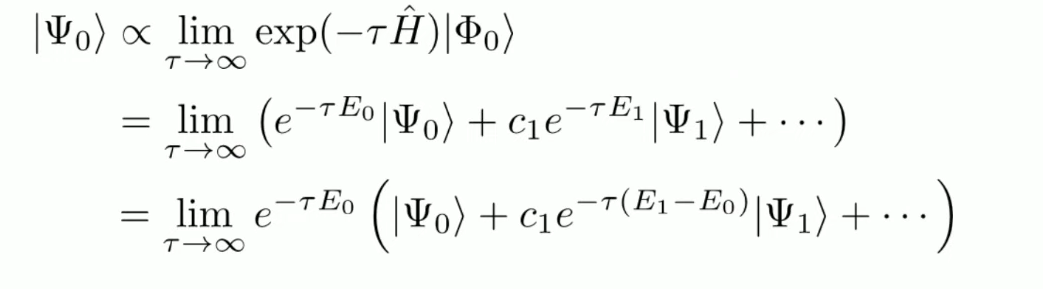 |Ψ₀⟩ ∝ lim_{τ→∞} exp(−τĤ)|Φ₀⟩
= lim_{τ→∞} (e^{−τE₀}|Ψ₀⟩ + c₁e^{−τE₁}|Ψ₁⟩ + ⋯)
= lim_{τ→∞} e^{−τE₀} (|Ψ₀⟩ + c₁e^{−τ(E₁−E₀)}|Ψ₁⟩ + ⋯)